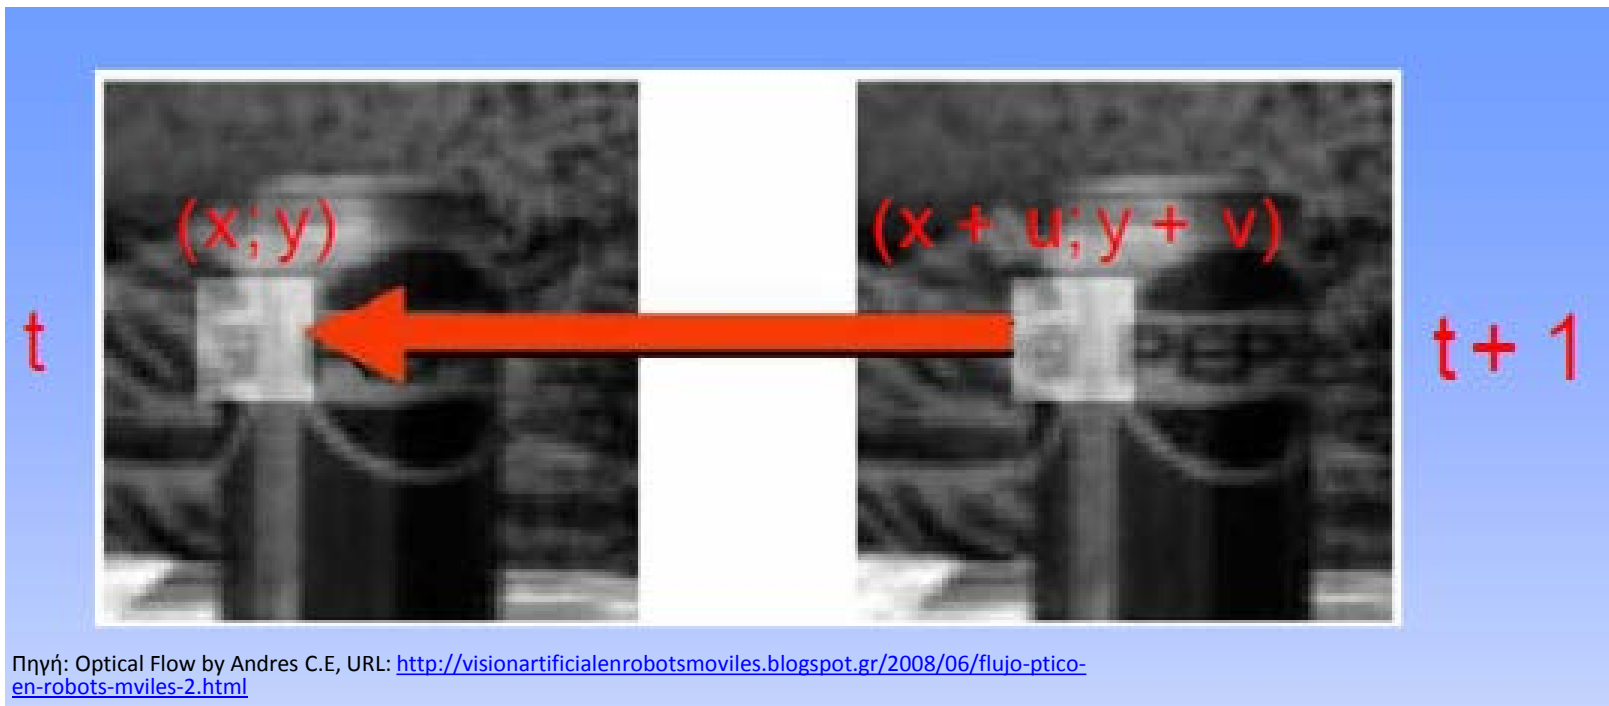 (x; y)
(x + u; y + v)
t
t + 1
Πηγή: Optical Flow by Andres C.E, URL: http://visionartificialenrobotsmoviles.blogspot.gr/2008/06/flujo-ptico-
en-robots-mviles-2.html